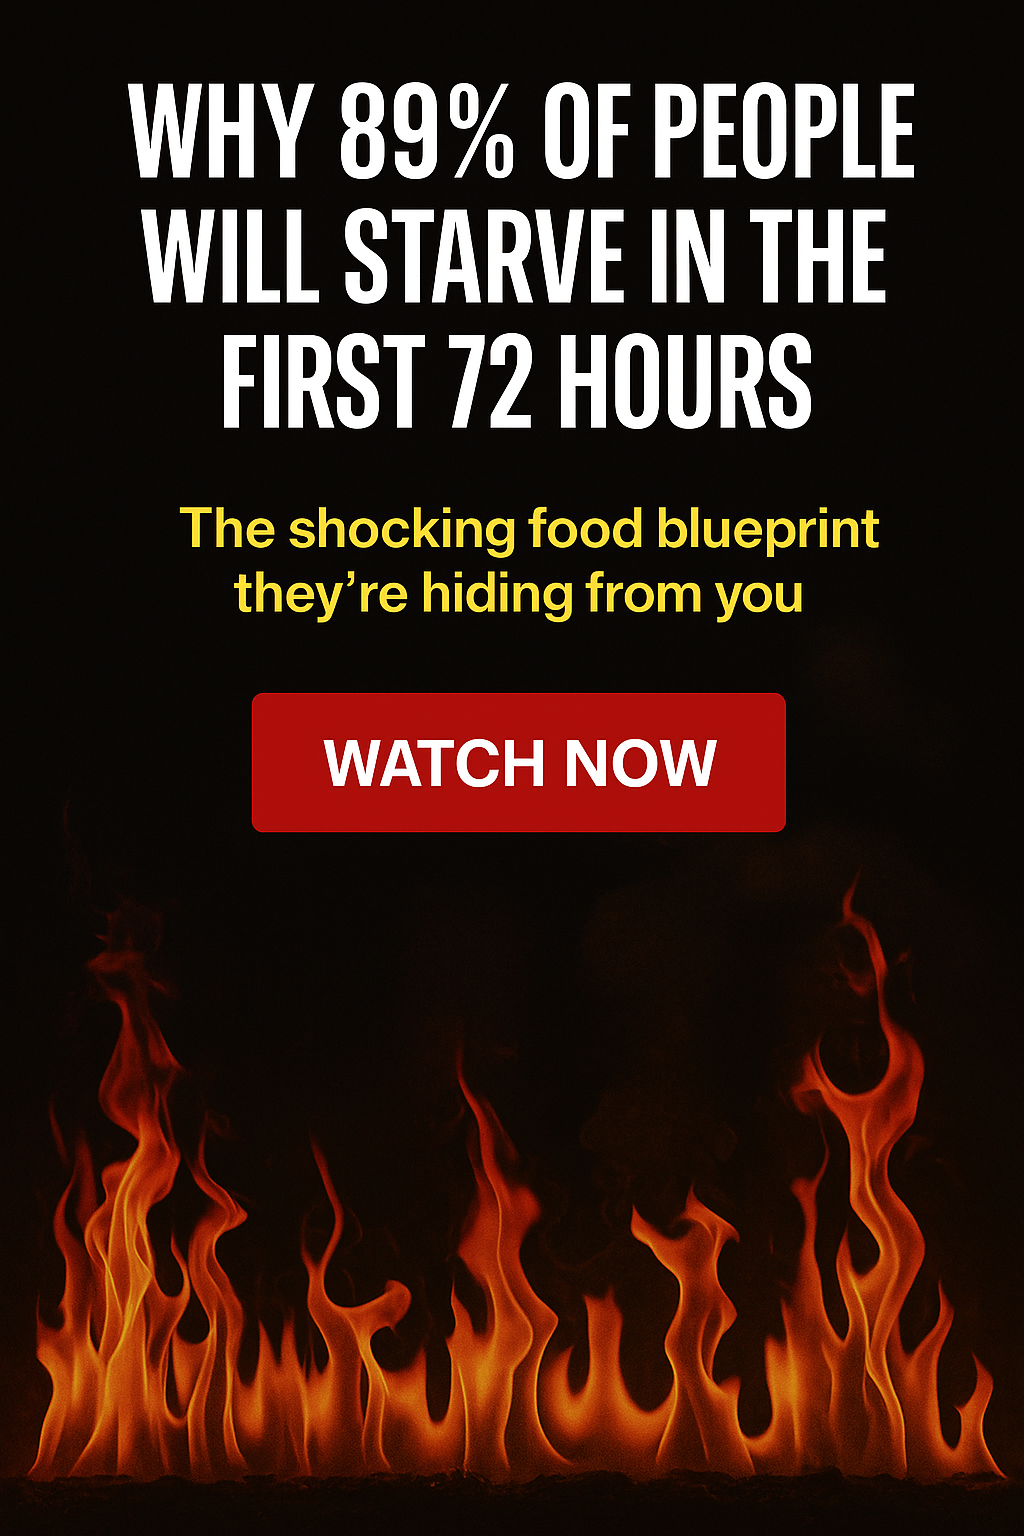 WHY 89% OF PEOPLE
WILL STARVE IN THE
FIRST 72 HOURS
The shocking food blueprint
they’re hiding from you
WATCH NOW